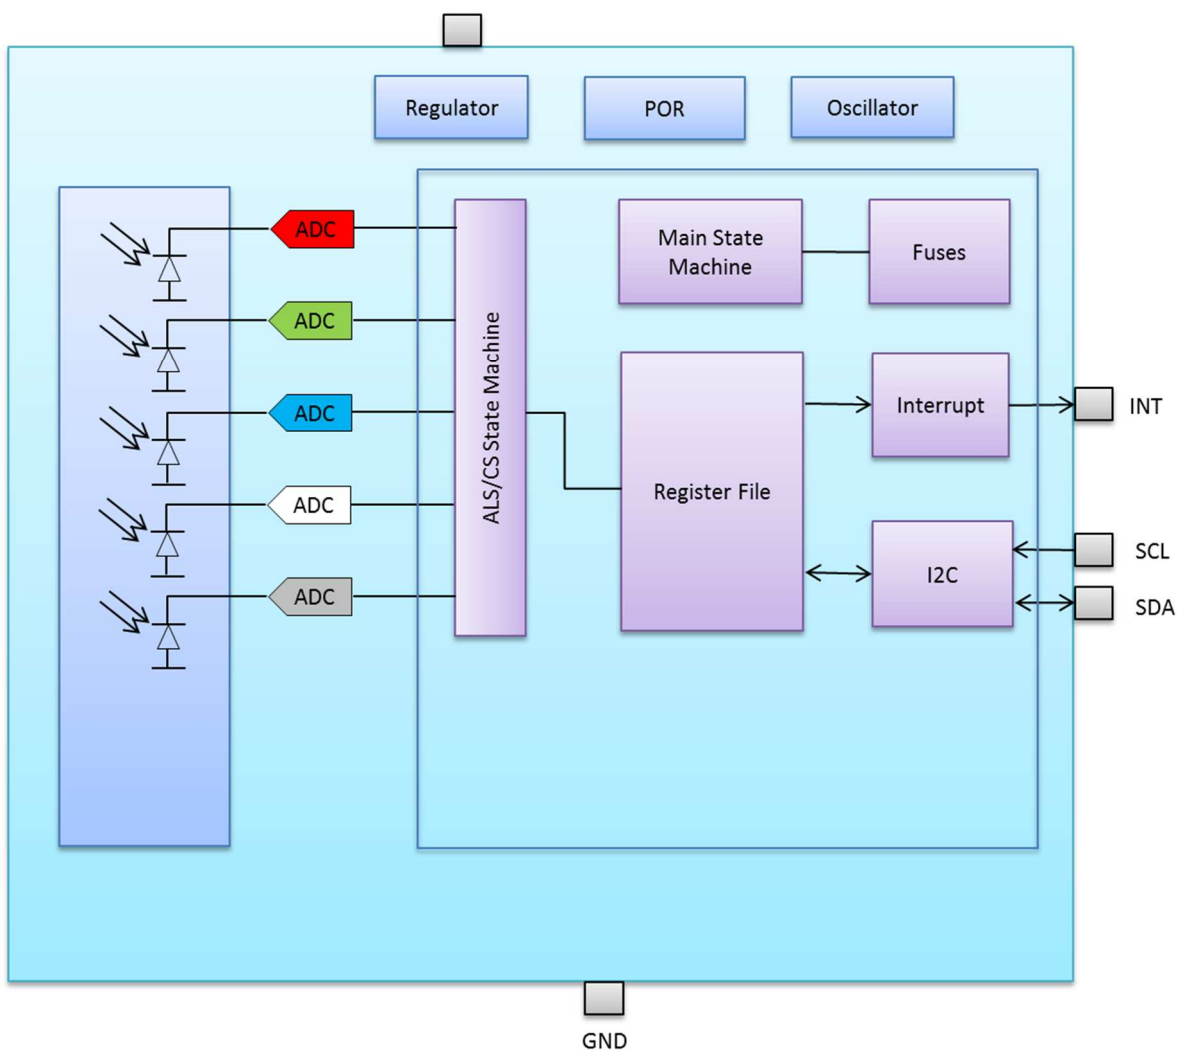 Regulator
POR
Oscillator
ADC
ADC
ADC
ADC
ADC
ALS/CS State Machine
Main State
Machine
Fuses
Register File
Interrupt
I2C
INT
SCL
SDA
GND